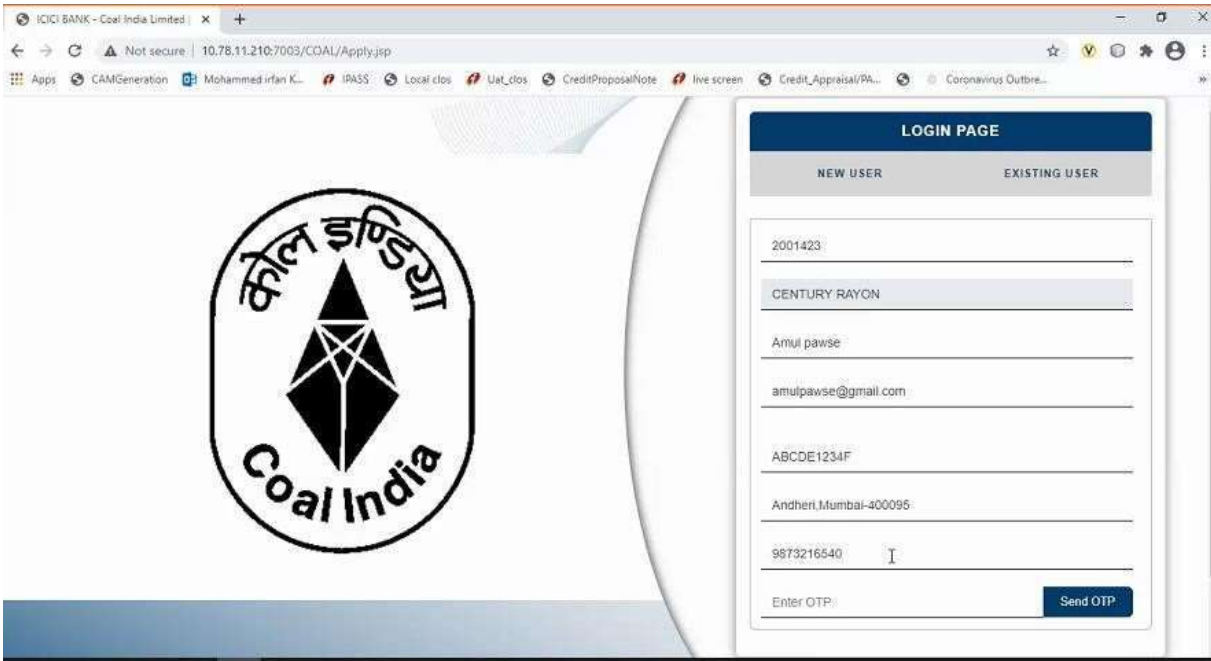 ICICI BANK - Coal India Limited |
Not secure | 10.78.11.210:7003/COAL/Apply.jsp
Apps CAMGeneration Mohammed irfan K... IPASS Local clos Uat_clos CreditProposalNote live screen Credit_Appraisal/PA... Coronavirus Outbre...
कोल इण्डिया
Coal India
LOGIN PAGE
NEW USER EXISTING USER
2001423
CENTURY RAYON
Amul pawse
amulpawse@gmail.com
ABCDE1234F
Andheri,Mumbai-400095
9873216540
Enter OTP Send OTP